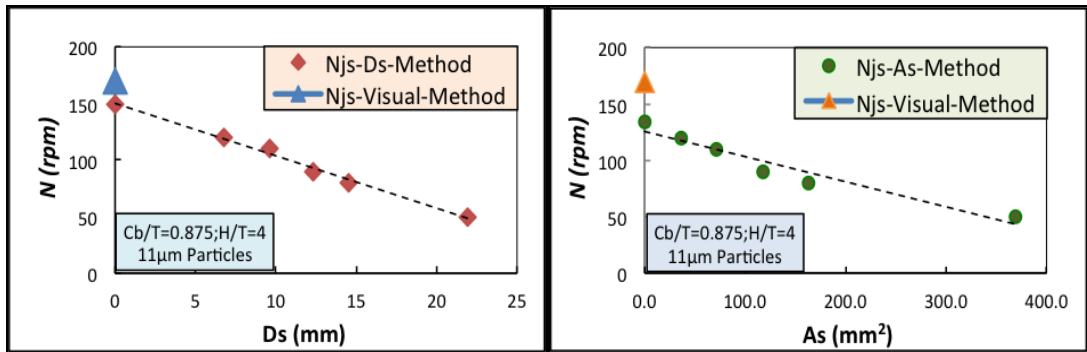 200
150
100
50
0
N (rpm)
Njs-Ds-Method
Njs-Visual-Method
Cb/T=0.875;H/T=4
11µm Particles
0 5 10 15 20 25
Ds (mm)
200
150
100
50
0
N (rpm)
Njs-As-Method
Njs-Visual-Method
Cb/T=0.875;H/T=4
11µm Particles
0.0 100.0 200.0 300.0 400.0
As (mm²)